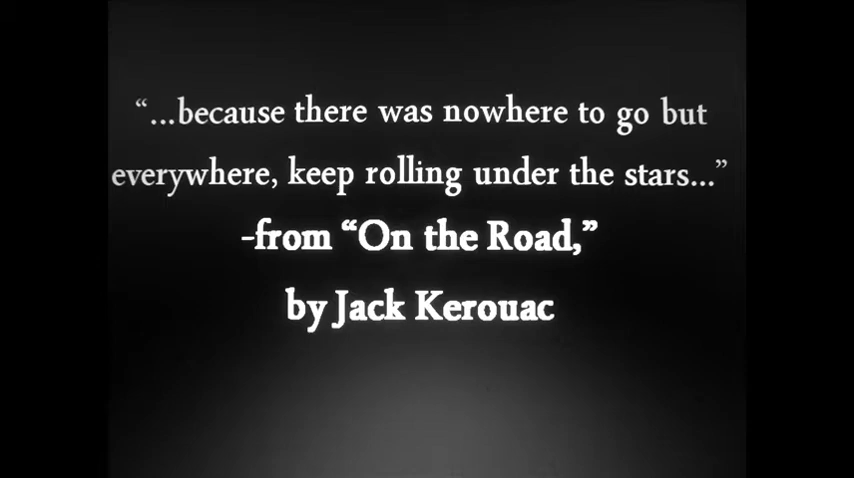 “...because there was nowhere to go but
everywhere, keep rolling under the stars...”
-from “On the Road,”
by Jack Kerouac